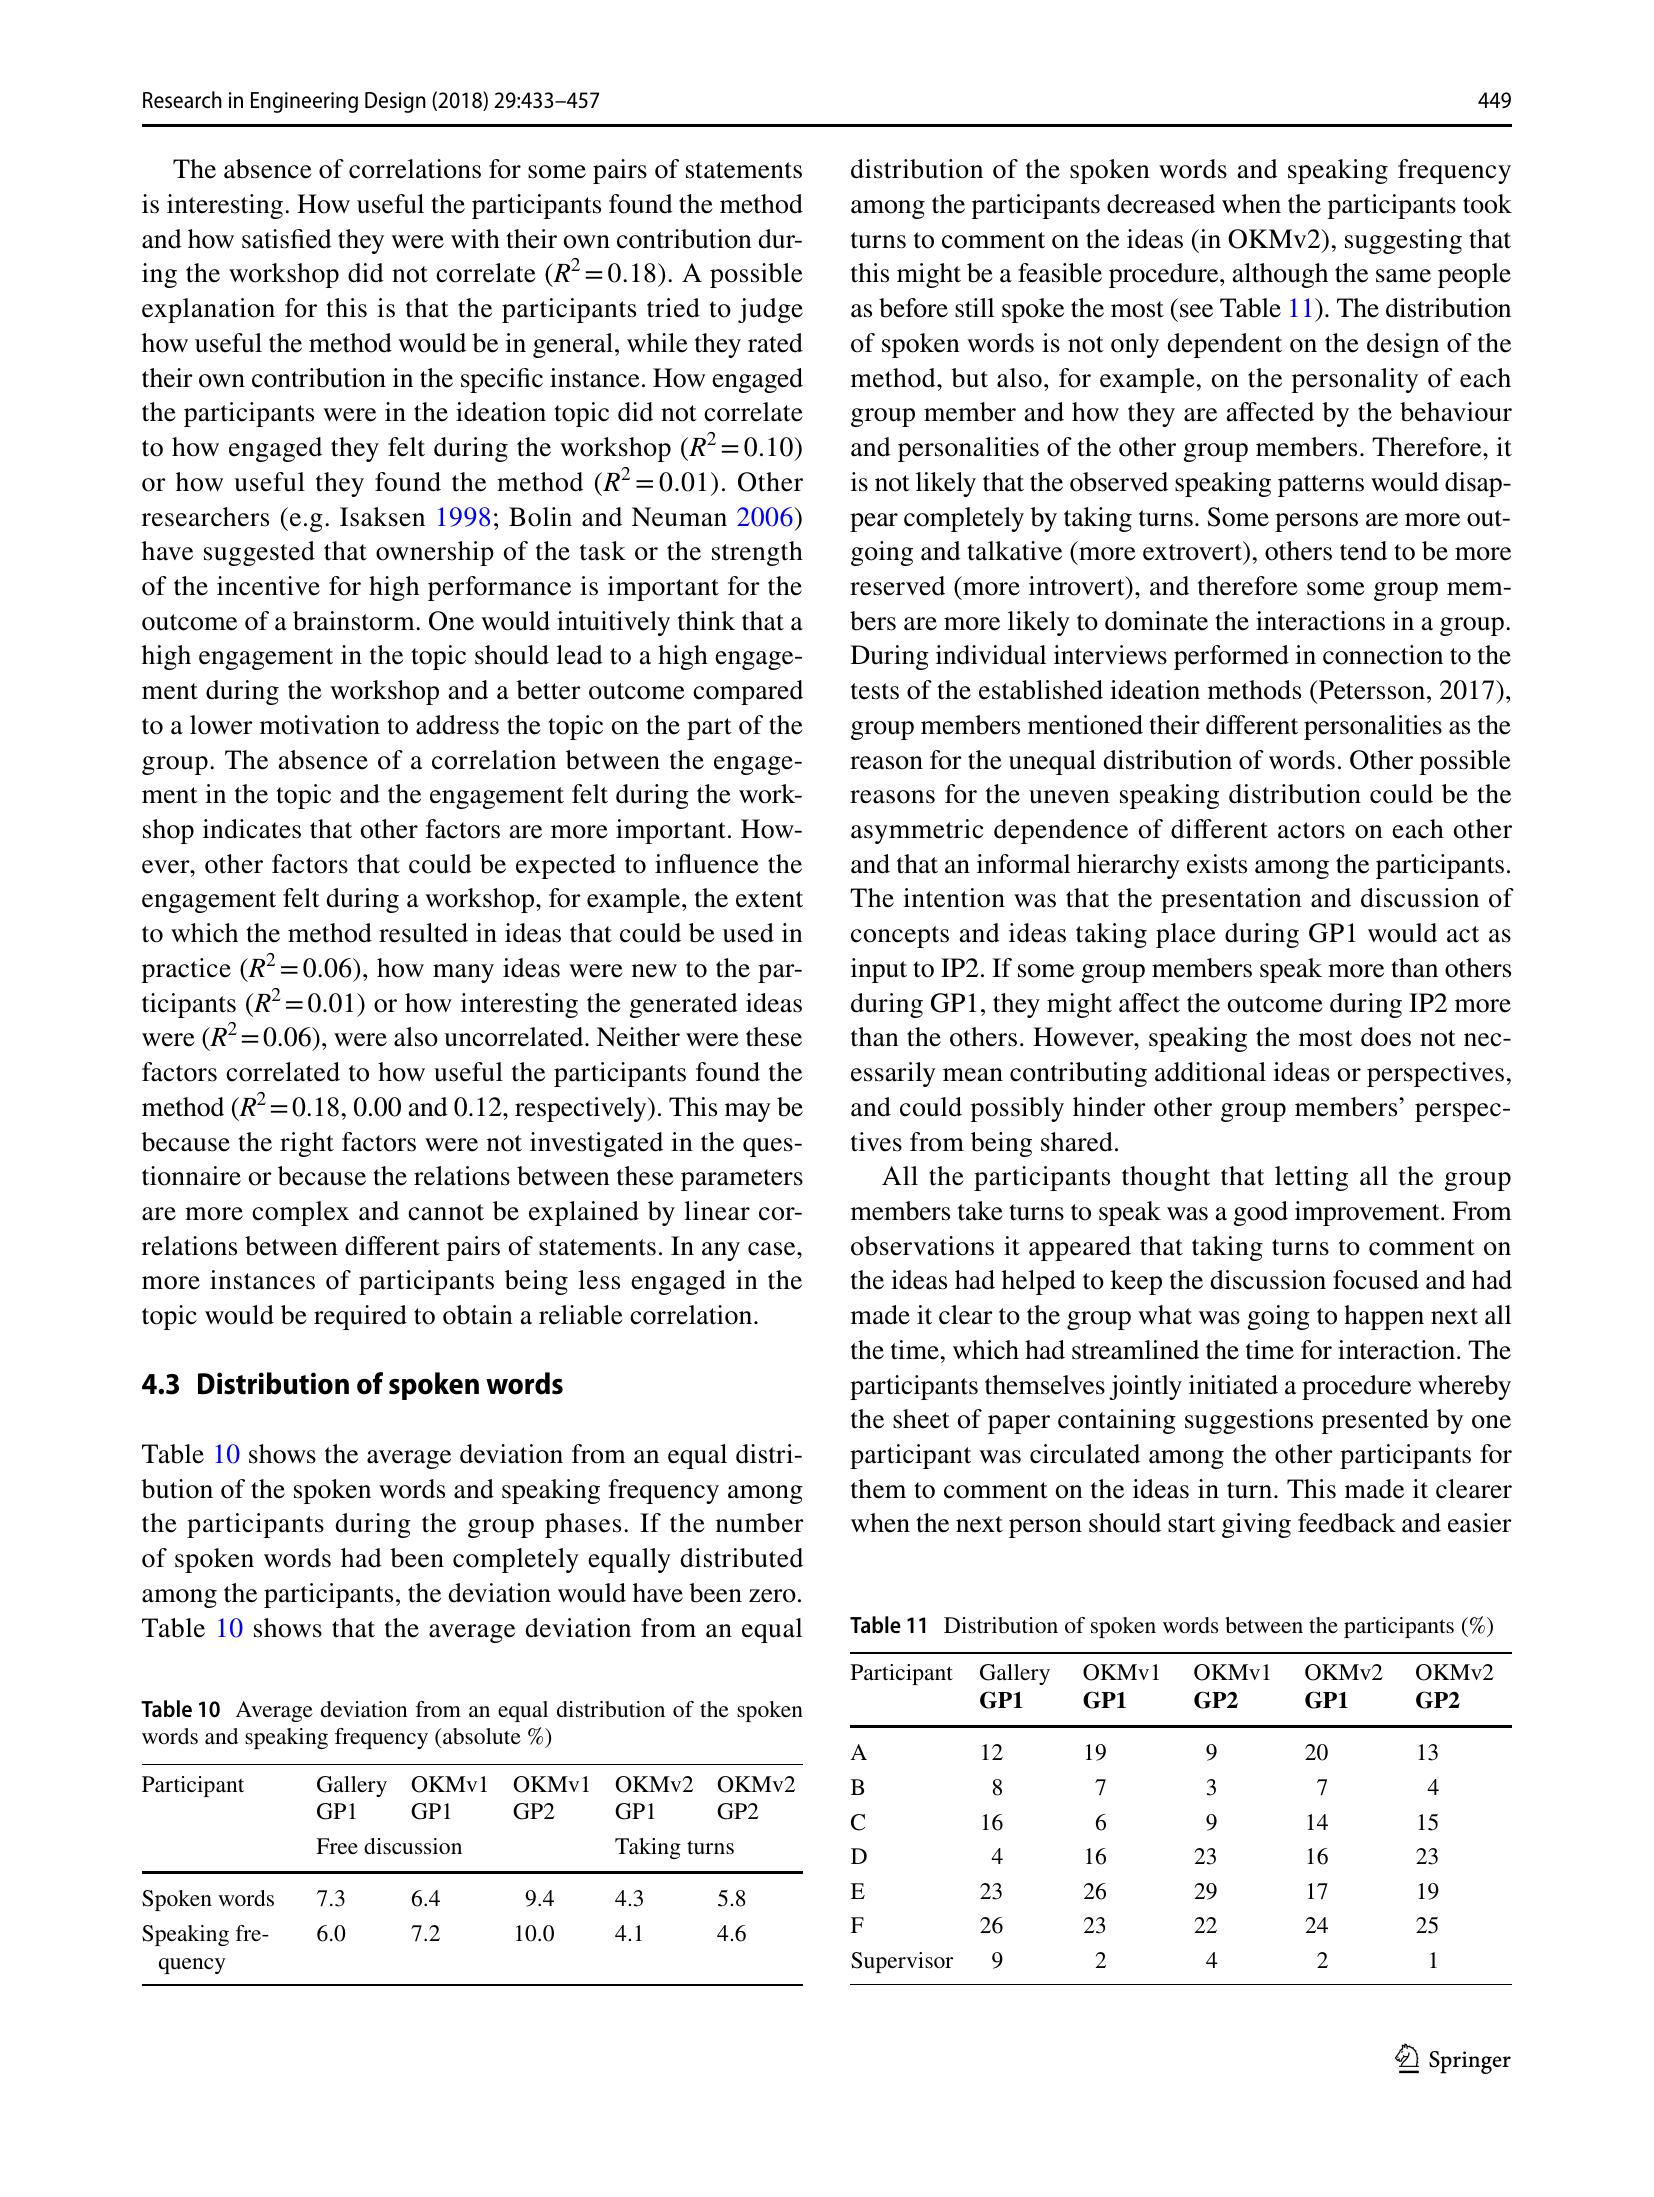 Research in Engineering Design (2018) 29:433–457
449
The absence of correlations for some pairs of statements
is interesting. How useful the participants found the method
and how satisfied they were with their own contribution dur-
ing the workshop did not correlate (R²=0.18). A possible
explanation for this is that the participants tried to judge
how useful the method would be in general, while they rated
their own contribution in the specific instance. How engaged
the participants were in the ideation topic did not correlate
to how engaged they felt during the workshop (R²=0.10)
or how useful they found the method (R²=0.01). Other
researchers (e.g. Isaksen 1998; Bolin and Neuman 2006)
have suggested that ownership of the task or the strength
of the incentive for high performance is important for the
outcome of a brainstorm. One would intuitively think that a
high engagement in the topic should lead to a high engage-
ment during the workshop and a better outcome compared
to a lower motivation to address the topic on the part of the
group. The absence of a correlation between the engage-
ment in the topic and the engagement felt during the work-
shop indicates that other factors are more important. How-
ever, other factors that could be expected to influence the
engagement felt during a workshop, for example, the extent
to which the method resulted in ideas that could be used in
practice (R²=0.06), how many ideas were new to the par-
ticipants (R²=0.01) or how interesting the generated ideas
were (R²=0.06), were also uncorrelated. Neither were these
factors correlated to how useful the participants found the
method (R²=0.18, 0.00 and 0.12, respectively). This may be
because the right factors were not investigated in the ques-
tionnaire or because the relations between these parameters
are more complex and cannot be explained by linear cor-
relations between different pairs of statements. In any case,
more instances of participants being less engaged in the
topic would be required to obtain a reliable correlation.
4.3 Distribution of spoken words
Table 10 shows the average deviation from an equal distri-
bution of the spoken words and speaking frequency among
the participants during the group phases. If the number
of spoken words had been completely equally distributed
among the participants, the deviation would have been zero.
Table 10 shows that the average deviation from an equal
Table 10 Average deviation from an equal distribution of the spoken
words and speaking frequency (absolute %)
Participant Gallery OKMv1 OKMv1 OKMv2 OKMv2
GP1 GP1 GP2 GP1 GP2
Free discussion Taking turns
Spoken words 7.3 6.4 9.4 4.3 5.8
Speaking fre- 6.0 7.2 10.0 4.1 4.6
quency
distribution of the spoken words and speaking frequency
among the participants decreased when the participants took
turns to comment on the ideas (in OKMv2), suggesting that
this might be a feasible procedure, although the same people
as before still spoke the most (see Table 11). The distribution
of spoken words is not only dependent on the design of the
method, but also, for example, on the personality of each
group member and how they are affected by the behaviour
and personalities of the other group members. Therefore, it
is not likely that the observed speaking patterns would disap-
pear completely by taking turns. Some persons are more out-
going and talkative (more extrovert), others tend to be more
reserved (more introvert), and therefore some group mem-
bers are more likely to dominate the interactions in a group.
During individual interviews performed in connection to the
tests of the established ideation methods (Petersson, 2017),
group members mentioned their different personalities as the
reason for the unequal distribution of words. Other possible
reasons for the uneven speaking distribution could be the
asymmetric dependence of different actors on each other
and that an informal hierarchy exists among the participants.
The intention was that the presentation and discussion of
concepts and ideas taking place during GP1 would act as
input to IP2. If some group members speak more than others
during GP1, they might affect the outcome during IP2 more
than the others. However, speaking the most does not nec-
essarily mean contributing additional ideas or perspectives,
and could possibly hinder other group members’ perspec-
tives from being shared.
All the participants thought that letting all the group
members take turns to speak was a good improvement. From
observations it appeared that taking turns to comment on
the ideas had helped to keep the discussion focused and had
made it clear to the group what was going to happen next all
the time, which had streamlined the time for interaction. The
participants themselves jointly initiated a procedure whereby
the sheet of paper containing suggestions presented by one
participant was circulated among the other participants for
them to comment on the ideas in turn. This made it clearer
when the next person should start giving feedback and easier
Table 11 Distribution of spoken words between the participants (%)
Participant Gallery OKMv1 OKMv1 OKMv2 OKMv2
GP1 GP1 GP2 GP1 GP2
A 12 19 9 20 13
B 8 7 3 7 4
C 16 6 9 14 15
D 4 16 23 16 23
E 23 26 29 17 19
F 26 23 22 24 25
Supervisor 9 2 4 2 1
Springer